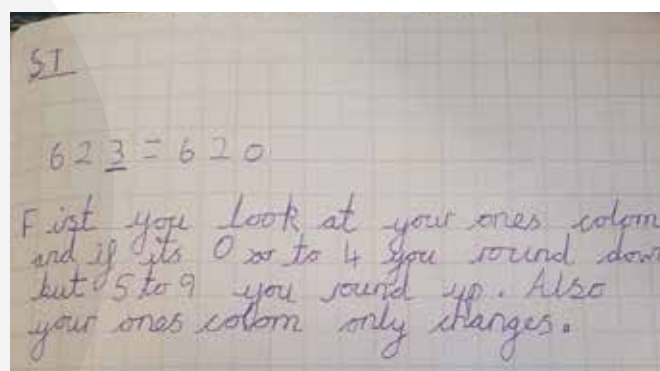 SI
623 = 620
First you look at your ones colom
and if its 0 to 4 you round down
but 5 to 9 you round up. Also
your ones colom only changes.